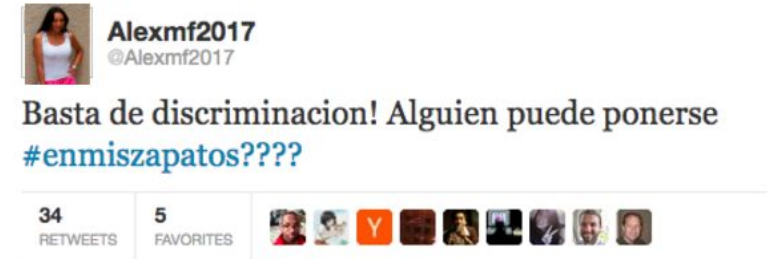 Alexmf2017
@Alexmf2017
Basta de discriminacion! Alguien puede ponerse
#enmiszapatos????
34
RETWEETS
5
FAVORITES
Y